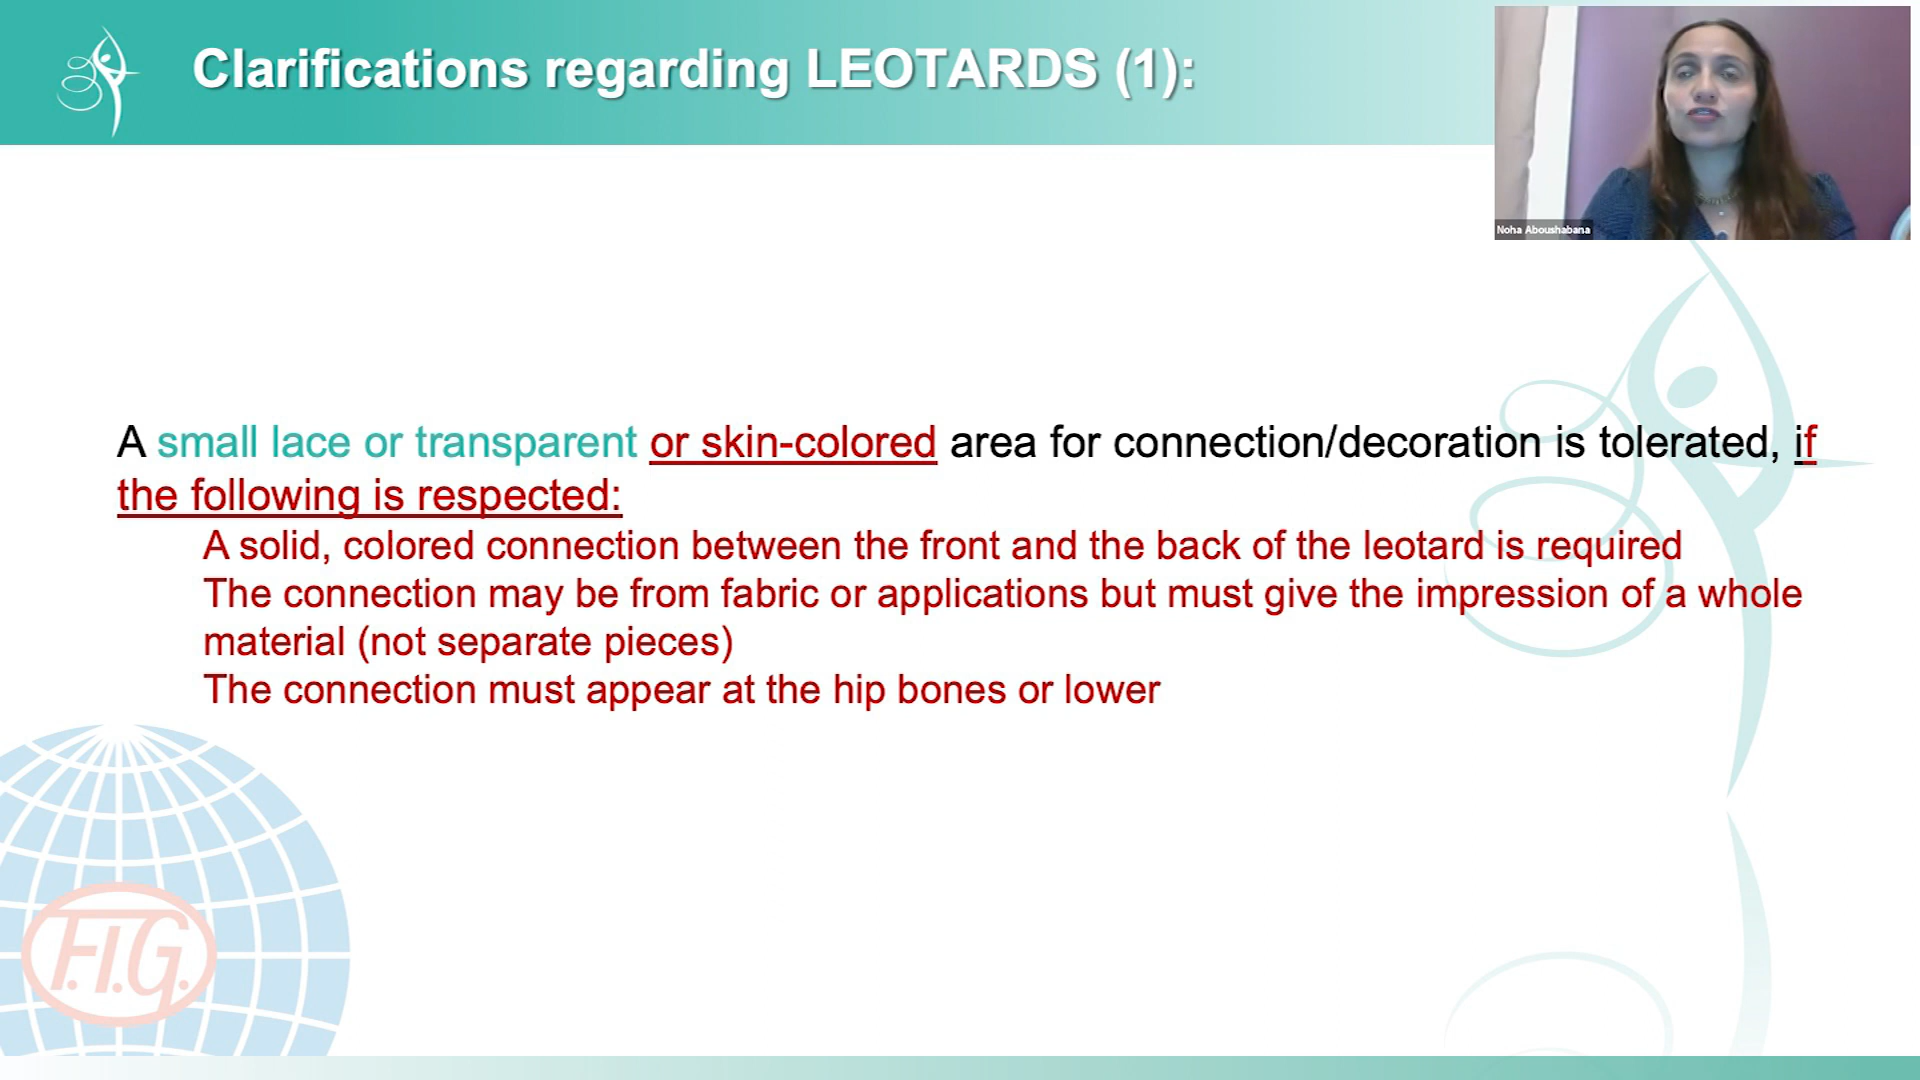 Clarifications regarding LEOTARDS (1):
Noha Aboushabana
A small lace or transparent or skin-colored area for connection/decoration is tolerated, if
the following is respected:
A solid, colored connection between the front and the back of the leotard is required
The connection may be from fabric or applications but must give the impression of a whole
material (not separate pieces)
The connection must appear at the hip bones or lower
F.I.G.